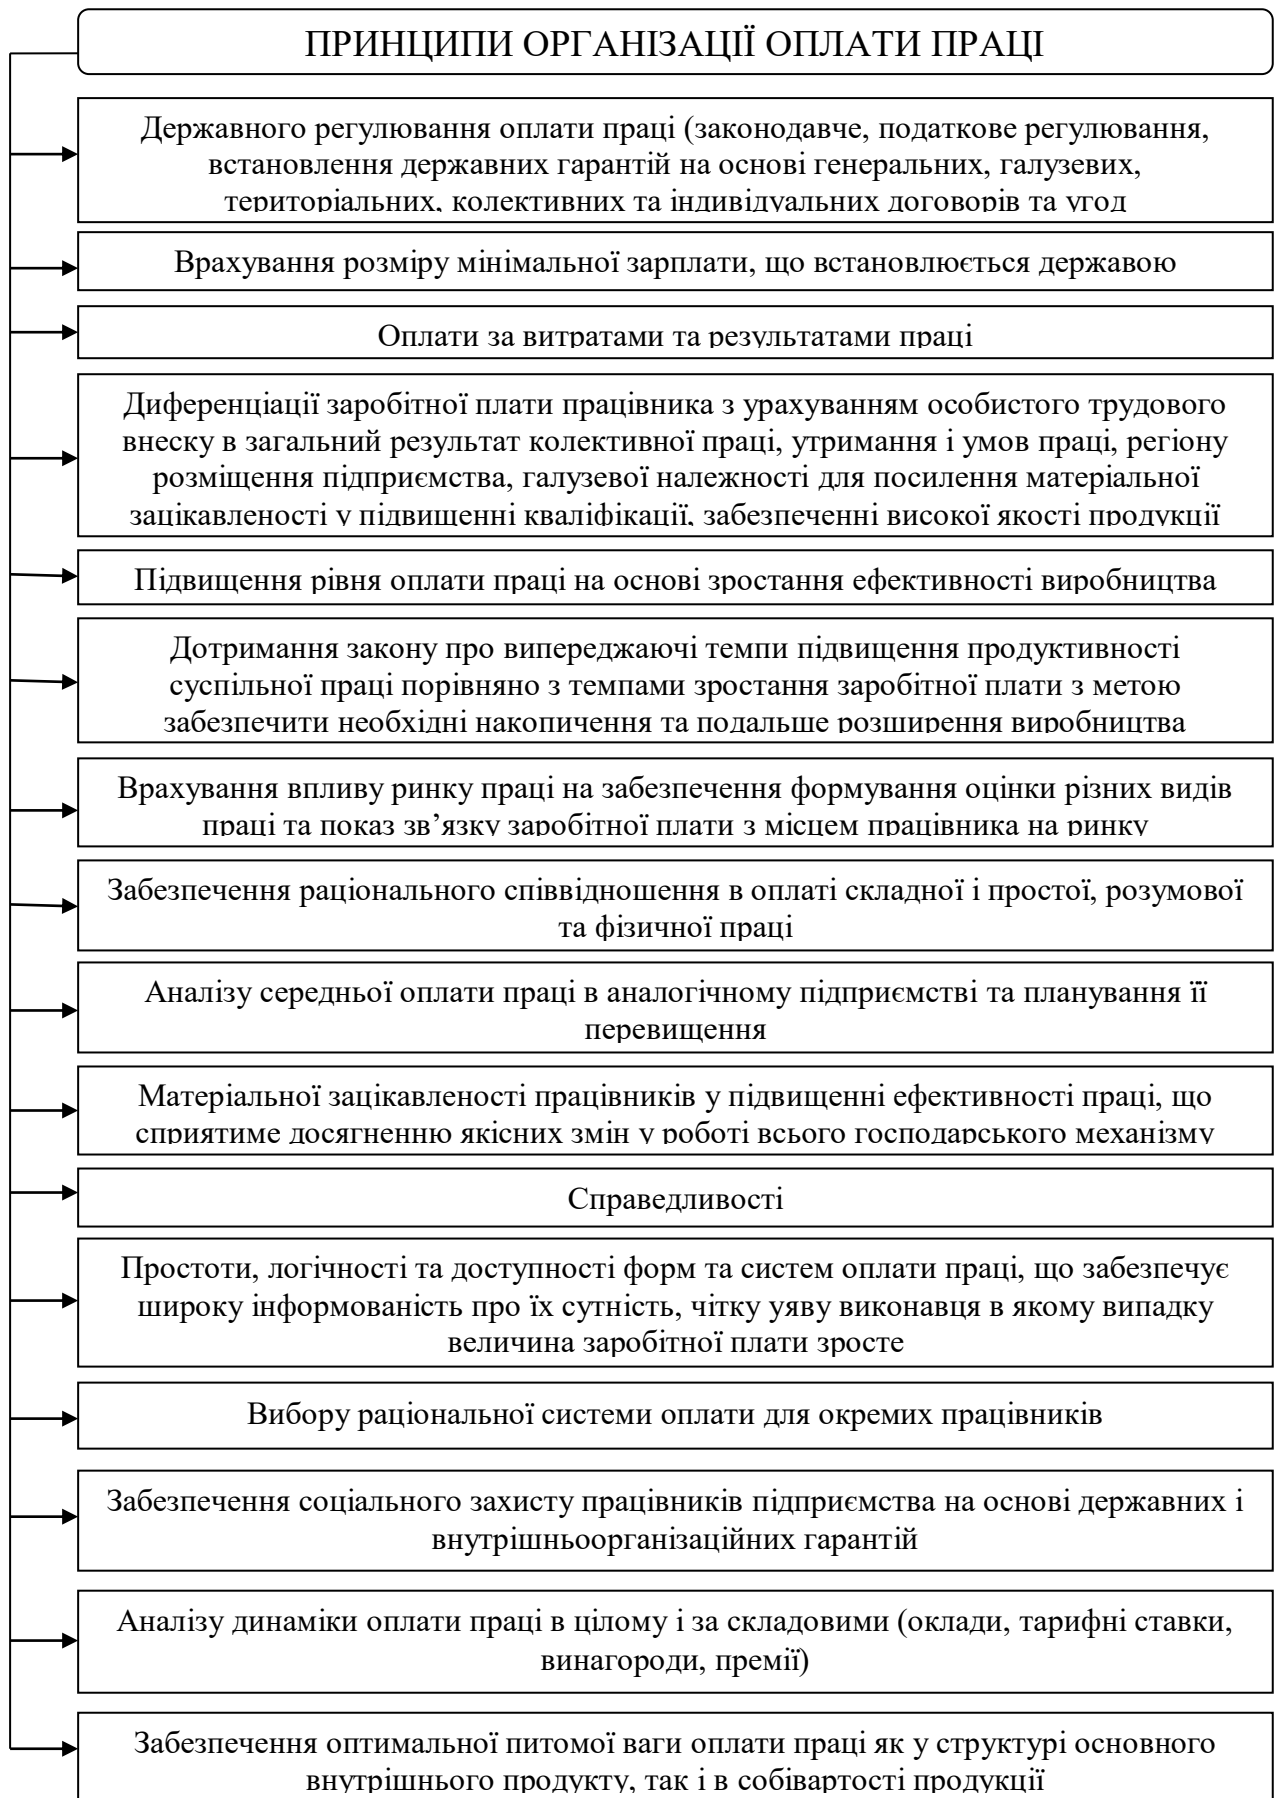 ПРИНЦИПИ ОРГАНІЗАЦІЇ ОПЛАТИ ПРАЦІ
Державного регулювання оплати праці (законодавче, податкове регулювання,
встановлення державних гарантій на основі генеральних, галузевих,
територіальних, колективних та індивідуальних договорів та угод
Врахування розміру мінімальної зарплати, що встановлюється державою
Оплати за витратами та результатами праці
Диференціації заробітної плати працівника з урахуванням особистого трудового
внеску в загальний результат колективної праці, утримання і умов праці, регіону
розміщення підприємства, галузевої належності для посилення матеріальної
зацікавленості у підвищенні кваліфікації, забезпеченні високої якості продукції
Підвищення рівня оплати праці на основі зростання ефективності виробництва
Дотримання закону про випереджаючі темпи підвищення продуктивності
суспільної праці порівняно з темпами зростання заробітної плати з метою
забезпечити необхідні накопичення та подальше розширення виробництва
Врахування впливу ринку праці на забезпечення формування оцінки різних видів
праці та показ зв’язку заробітної плати з місцем працівника на ринку
Забезпечення раціонального співвідношення в оплаті складної і простої, розумової
та фізичної праці
Аналізу середньої оплати праці в аналогічному підприємстві та планування її
перевищення
Матеріальної зацікавленості працівників у підвищенні ефективності праці, що
сприятиме досягненню якісних змін у роботі всього господарського механізму
Справедливості
Простоти, логічності та доступності форм та систем оплати праці, що забезпечує
широку інформованість про їх сутність, чітку уяву виконавця в якому випадку
величина заробітної плати зросте
Вибору раціональної системи оплати для окремих працівників
Забезпечення соціального захисту працівників підприємства на основі державних і
внутрішньоорганізаційних гарантій
Аналізу динаміки оплати праці в цілому і за складовими (оклади, тарифні ставки,
винагороди, премії)
Забезпечення оптимальної питомої ваги оплати праці як у структурі основного
внутрішнього продукту, так і в собівартості продукції